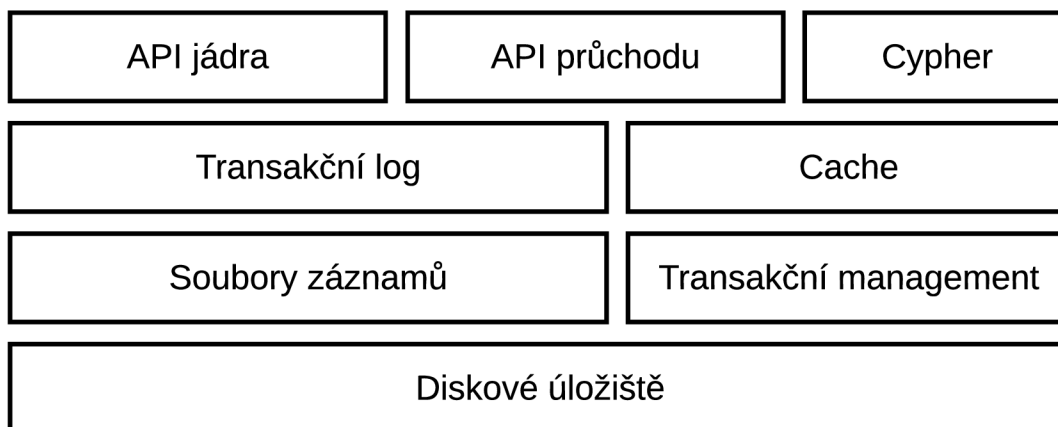 API jádra
API průchodu
Cypher
Transakční log
Cache
Soubory záznamů
Transakční management
Diskové úložiště